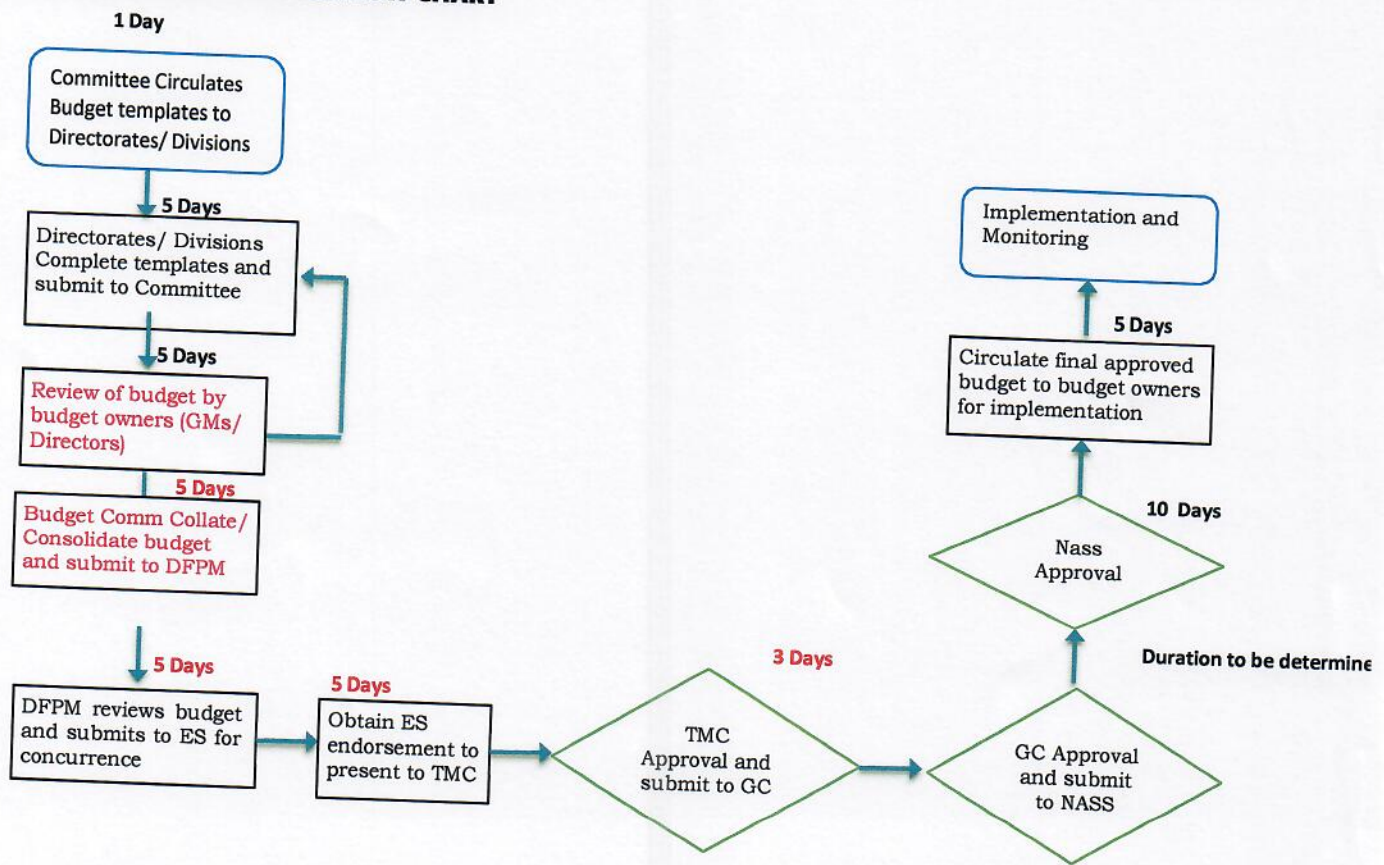 CHART
1 Day
Committee Circulates
Budget templates to
Directorates/ Divisions
5 Days
Directorates/ Divisions
Complete templates and
submit to Committee
5 Days
Review of budget by
budget owners (GMs/
Directors)
5 Days
Budget Comm Collate/
Consolidate budget
and submit to DFPM
5 Days
DFPM reviews budget
and submits to ES for
concurrence
5 Days
Obtain ES
endorsement to
present to TMC
3 Days
TMC
Approval and
submit to GC
GC Approval
and submit
to NASS
Duration to be determine
Nass
Approval
10 Days
Circulate final approved
budget to budget owners
for implementation
5 Days
Implementation and
Monitoring